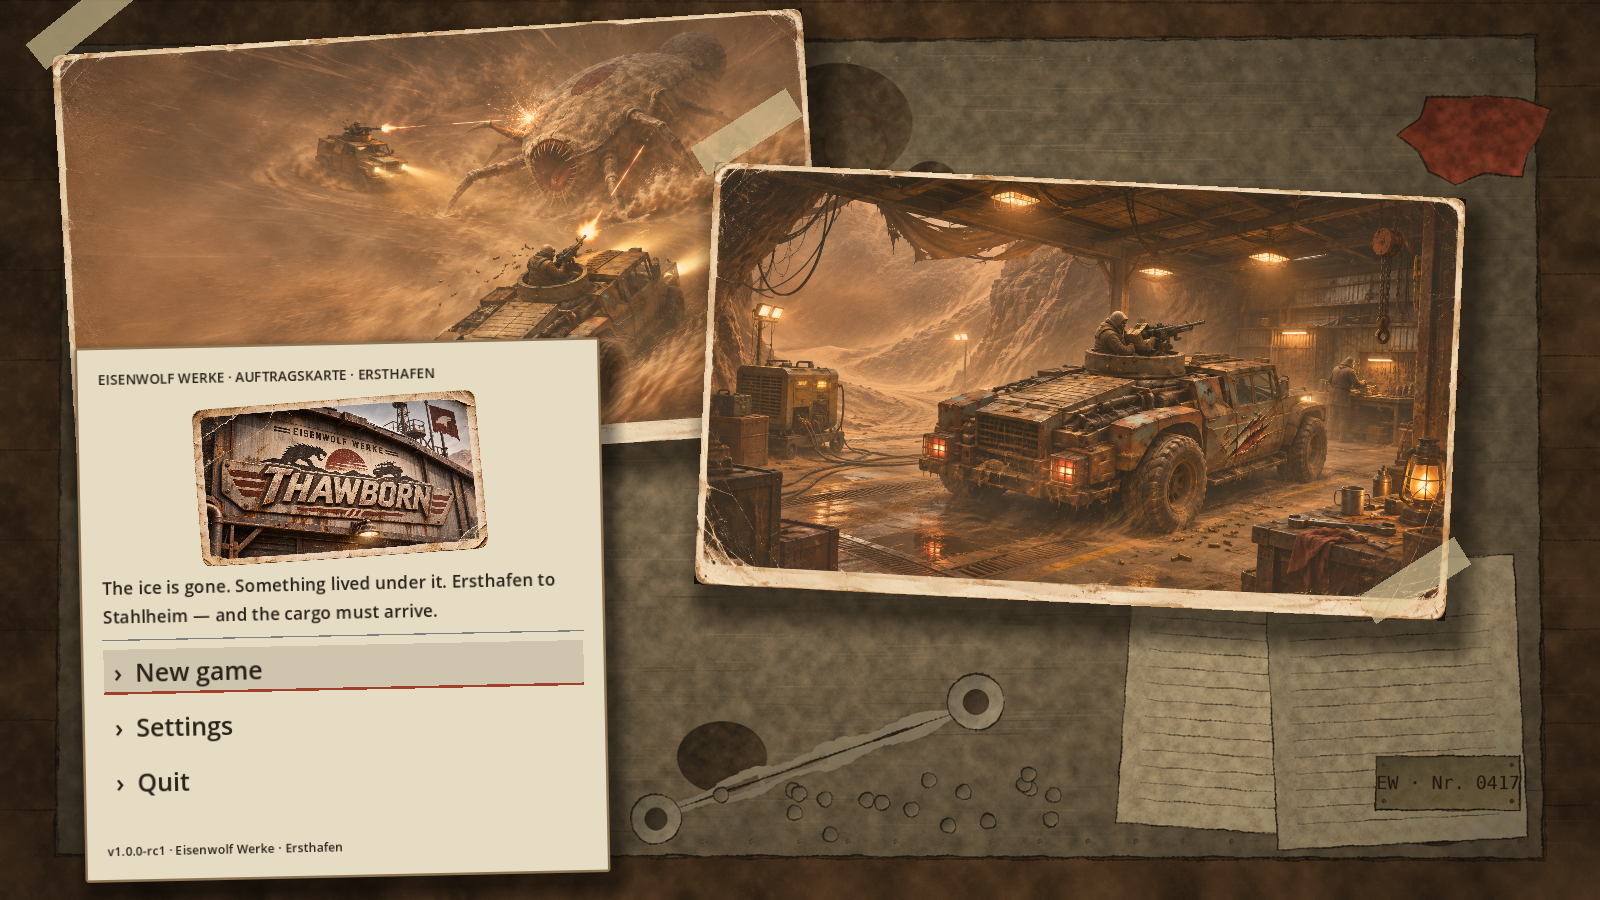 EISENWOLF WERKE · AUFTRAGSKARTE · ERSTHAFEN
EISENWOLF WERKE
THAWBORN
The ice is gone. Something lived under it. Ersthafen to
Stahlheim — and the cargo must arrive.
› New game
› Settings
› Quit
v1.0.0-rc1 · Eisenwolf Werke · Ersthafen
EW · Nr. 0417